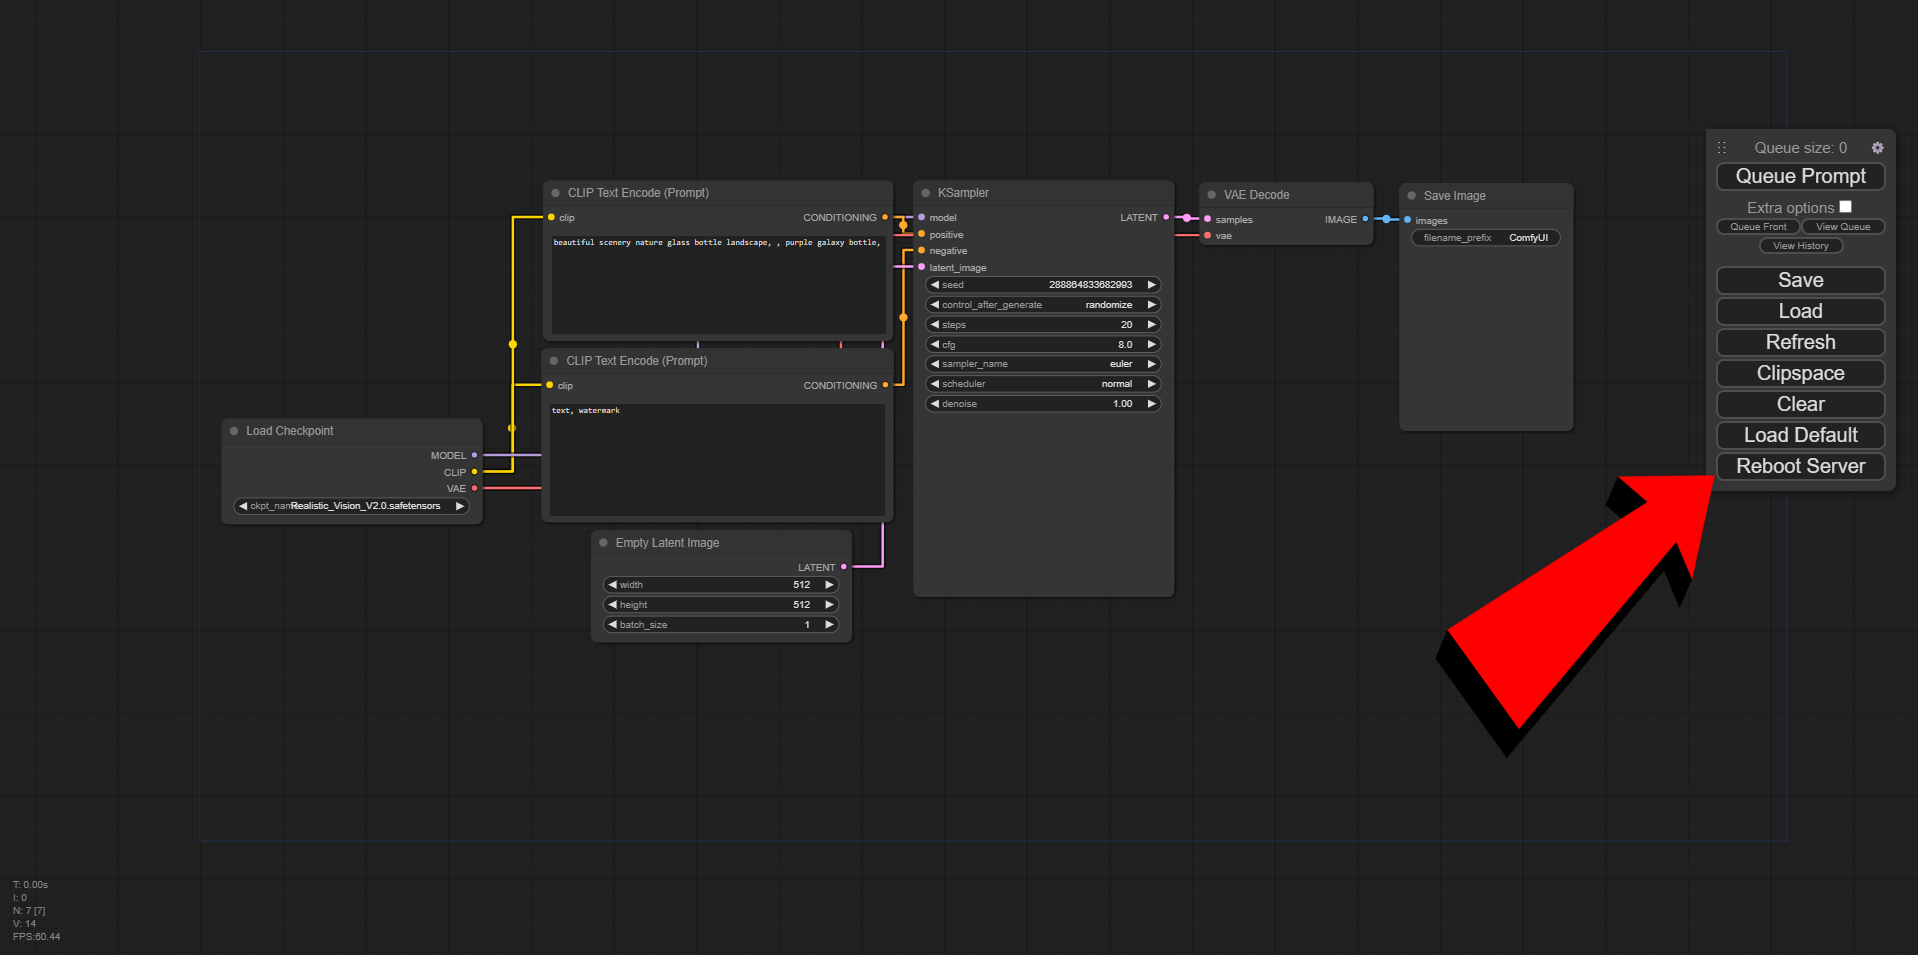 CLIP Text Encode (Prompt)
clip
CONDITIONING
beautiful scenery nature glass bottle landscape, , purple galaxy bottle,
CLIP Text Encode (Prompt)
clip
CONDITIONING
text, watermark
Load Checkpoint
MODEL
CLIP
VAE
Realistic_Vision_V2.0.safetensors
Empty Latent Image
LATENT
width 512
height 512
batch_size 1
KSampler
model LATENT
positive
negative
latent_image
seed 288864833682993
control_after_generate randomize
steps 20
cfg 8.0
sampler_name euler
scheduler normal
denoise 1.00
VAE Decode
samples IMAGE
vae
Save Image
images
filename_prefix ComfyUI
Queue size: 0
Queue Prompt
Extra options
Queue Front View Queue
View History
Save
Load
Refresh
Clipspace
Clear
Load Default
Reboot Server
T: 0.00s
I: 0
N: 7 [7]
V: 14
FPS:60.44